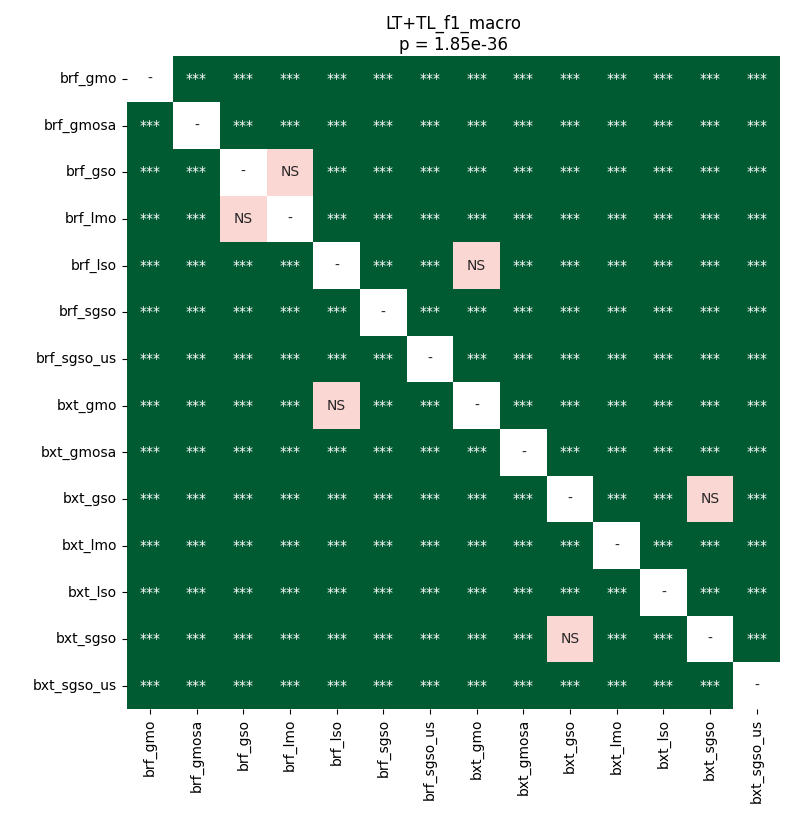 LT+TL_f1_macro
p = 1.85e-36
brf_gmo - *** *** *** *** *** *** *** *** *** *** *** *** ***
brf_gmosa *** - *** *** *** *** *** *** *** *** *** *** *** ***
brf_gso *** *** - NS *** *** *** *** *** *** *** *** *** ***
brf_lmo *** *** NS - *** *** *** *** *** *** *** *** *** ***
brf_lso *** *** *** *** - *** *** NS *** *** *** *** *** ***
brf_sgso *** *** *** *** *** - *** *** *** *** *** *** *** ***
brf_sgso_us *** *** *** *** *** *** - *** *** *** *** *** *** ***
bxt_gmo *** *** *** *** NS *** *** - *** *** *** *** *** ***
bxt_gmosa *** *** *** *** *** *** *** *** - *** *** *** *** ***
bxt_gso *** *** *** *** *** *** *** *** *** - *** *** NS ***
bxt_lmo *** *** *** *** *** *** *** *** *** *** - *** *** ***
bxt_lso *** *** *** *** *** *** *** *** *** *** *** - *** ***
bxt_sgso *** *** *** *** *** *** *** *** *** NS *** *** - ***
bxt_sgso_us *** *** *** *** *** *** *** *** *** *** *** *** *** -
brf_gmo brf_gmosa brf_gso brf_lmo brf_lso brf_sgso brf_sgso_us bxt_gmo bxt_gmosa bxt_gso bxt_lmo bxt_lso bxt_sgso bxt_sgso_us